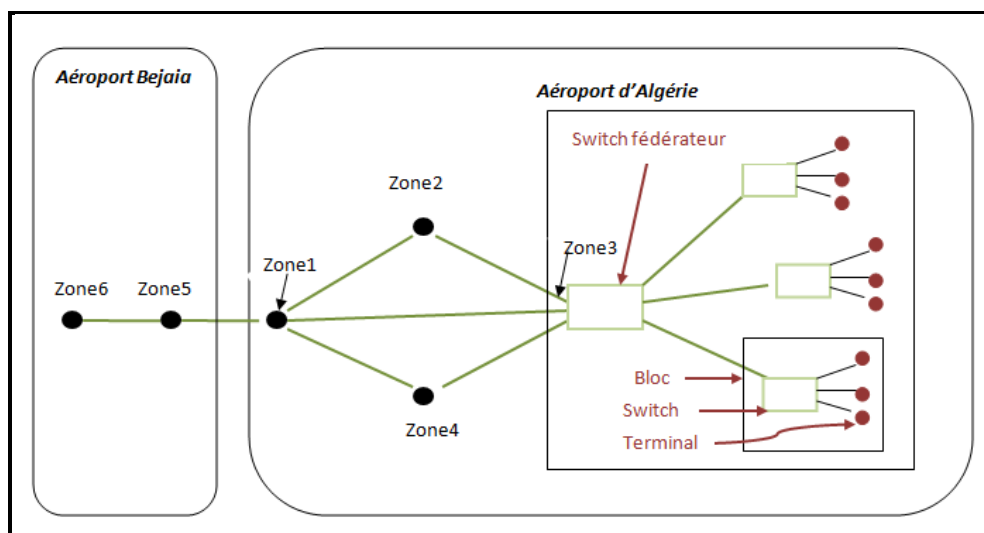 Aéroport Bejaia
Aéroport d'Algérie
Switch fédérateur
Zone2
Zone3
Zone1
Zone6
Zone5
Bloc
Switch
Zone4
Terminal